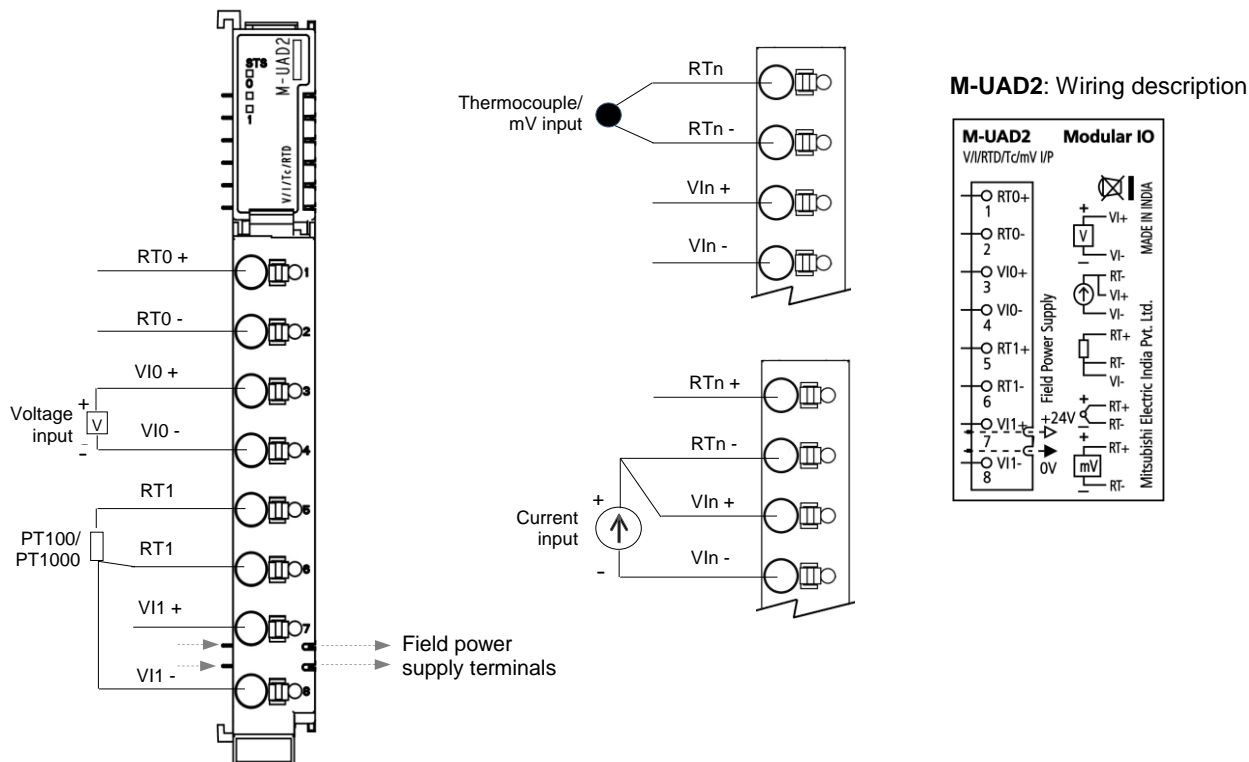 STS
0
1
M-UAD2
V/I/Tc/RTD
RT0 +
1
RT0 -
2
VI0 +
3
Voltage
input
+
V
-
VI0 -
4
RT1
5
PT100/
PT1000
RT1
6
VI1 +
7
Field power
supply terminals
VI1 -
8
Thermocouple/
mV input
RTn
RTn -
VIn +
VIn -
RTn +
RTn -
Current
input
+
-
VIn +
VIn -
M-UAD2: Wiring description
M-UAD2 Modular IO
V/I/RTD/Tc/mV I/P
RT0+
1
RT0-
2
VI0+
3
VI0-
4
RT1+
5
RT1-
6
VI1+
7
VI1-
8
Field Power Supply
+24V
0V
+
V
–
VI+
VI-
RT-
VI+
VI-
RT+
RT-
VI-
+
–
RT+
RT-
+
mV
–
RT+
RT-
MADE IN INDIA
Mitsubishi Electric India Pvt. Ltd.